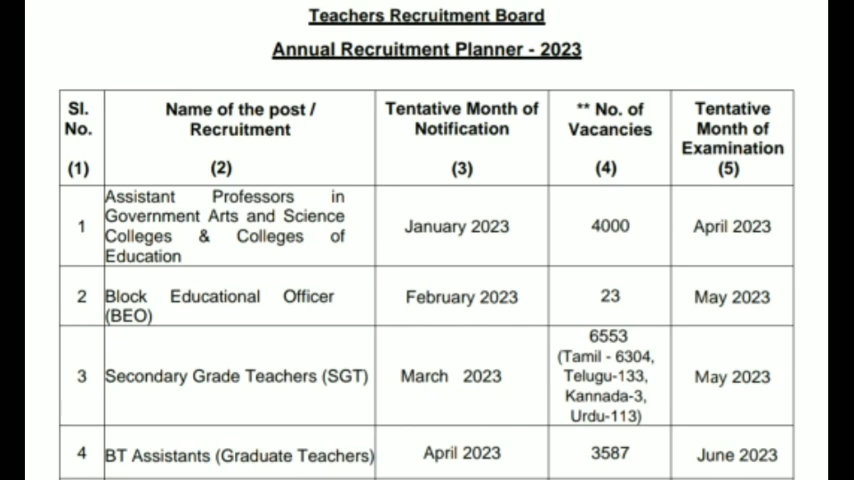 Teachers Recruitment Board
Annual Recruitment Planner - 2023
Sl. No. (1) Name of the post / Recruitment (2) Tentative Month of Notification (3) ** No. of Vacancies (4) Tentative Month of Examination (5)
1 Assistant Professors in Government Arts and Science Colleges & Colleges of Education January 2023 4000 April 2023
2 Block Educational Officer (BEO) February 2023 23 May 2023
3 Secondary Grade Teachers (SGT) March 2023 6553 (Tamil - 6304, Telugu-133, Kannada-3, Urdu-113) May 2023
4 BT Assistants (Graduate Teachers) April 2023 3587 June 2023